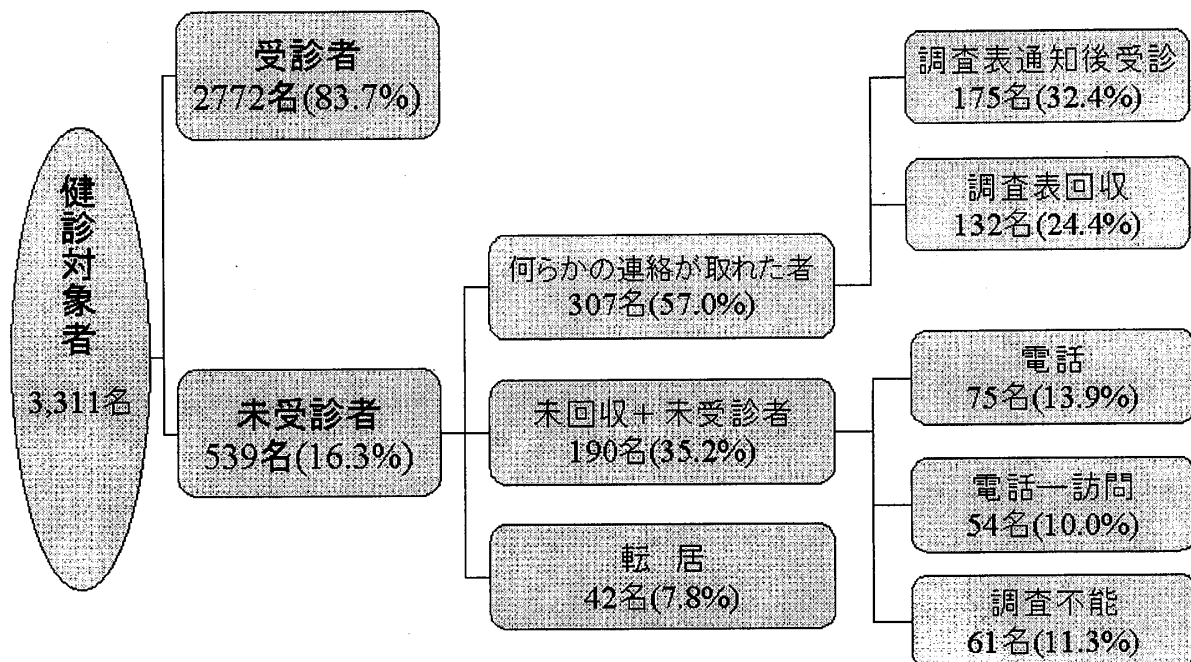 健診対象者
3,311名
受診者
2772名(83.7%)
未受診者
539名(16.3%)
何らかの連絡が取れた者
307名(57.0%)
未回収+未受診者
190名(35.2%)
転 居
42名(7.8%)
調査表通知後受診
175名(32.4%)
調査表回収
132名(24.4%)
電話
75名(13.9%)
電話―訪問
54名(10.0%)
調査不能
61名(11.3%)